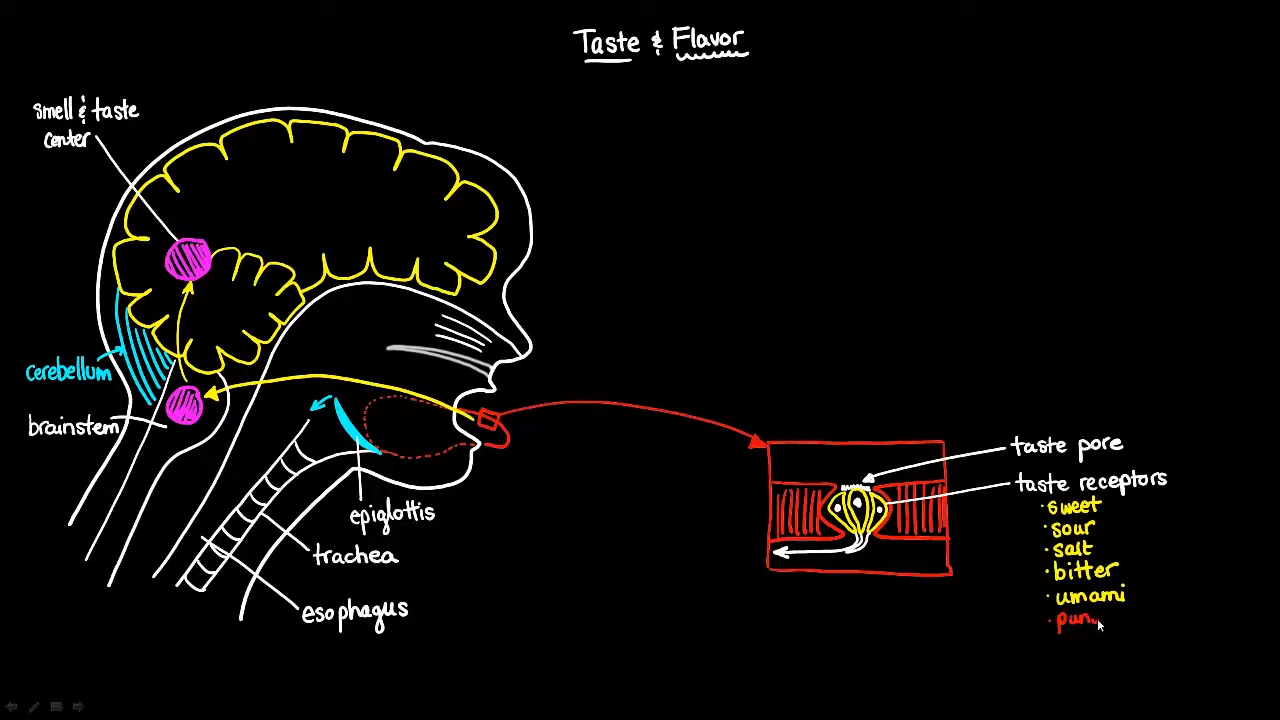 Taste & Flavor
smell & taste
center
cerebellum
brainstem
epiglottis
trachea
esophagus
taste pore
taste receptors
· sweet
· sour
· salt
· bitter
· umami